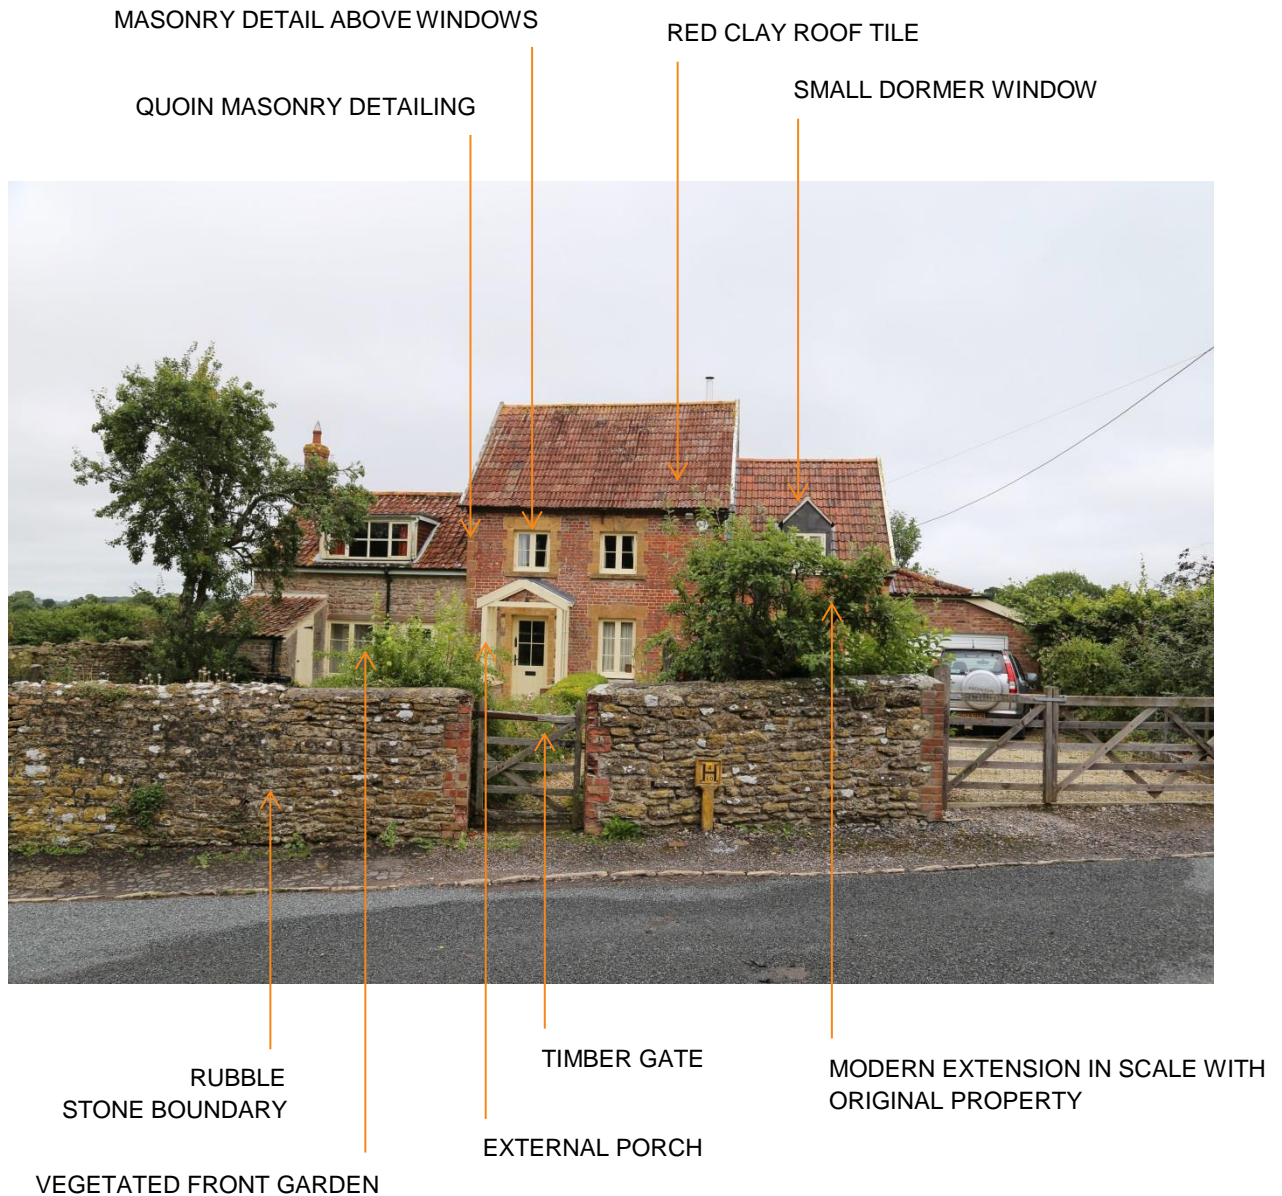 MASONRY DETAIL ABOVE WINDOWS
RED CLAY ROOF TILE
SMALL DORMER WINDOW
QUOIN MASONRY DETAILING
H
TIMBER GATE
MODERN EXTENSION IN SCALE WITH
ORIGINAL PROPERTY
RUBBLE
STONE BOUNDARY
EXTERNAL PORCH
VEGETATED FRONT GARDEN